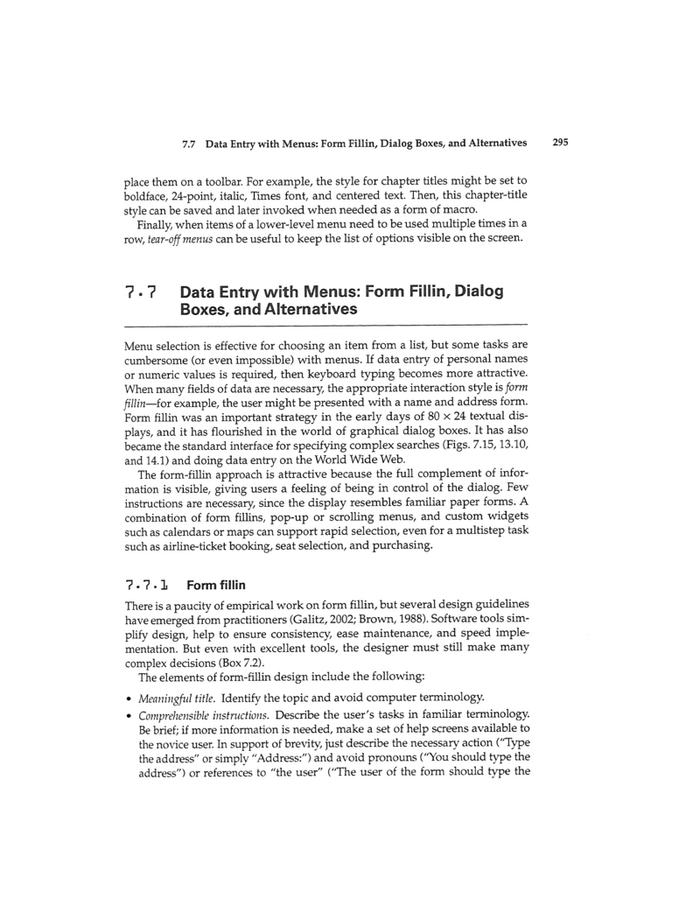 7.7 Data Entry with Menus: Form Fillin, Dialog Boxes, and Alternatives 295
place them on a toolbar. For example, the style for chapter titles might be set to
boldface, 24-point, italic, Times font, and centered text. Then, this chapter-title
style can be saved and later invoked when needed as a form of macro.
Finally, when items of a lower-level menu need to be used multiple times in a
row, tear-off menus can be useful to keep the list of options visible on the screen.
7.7 Data Entry with Menus: Form Fillin, Dialog
Boxes, and Alternatives
Menu selection is effective for choosing an item from a list, but some tasks are
cumbersome (or even impossible) with menus. If data entry of personal names
or numeric values is required, then keyboard typing becomes more attractive.
When many fields of data are necessary, the appropriate interaction style is form
fillin—for example, the user might be presented with a name and address form.
Form fillin was an important strategy in the early days of 80 × 24 textual dis-
plays, and it has flourished in the world of graphical dialog boxes. It has also
became the standard interface for specifying complex searches (Figs. 7.15, 13.10,
and 14.1) and doing data entry on the World Wide Web.
The form-fillin approach is attractive because the full complement of infor-
mation is visible, giving users a feeling of being in control of the dialog. Few
instructions are necessary, since the display resembles familiar paper forms. A
combination of form fillins, pop-up or scrolling menus, and custom widgets
such as calendars or maps can support rapid selection, even for a multistep task
such as airline-ticket booking, seat selection, and purchasing.
7.7.1 Form fillin
There is a paucity of empirical work on form fillin, but several design guidelines
have emerged from practitioners (Galitz, 2002; Brown, 1988). Software tools sim-
plify design, help to ensure consistency, ease maintenance, and speed imple-
mentation. But even with excellent tools, the designer must still make many
complex decisions (Box 7.2).
The elements of form-fillin design include the following:
• Meaningful title. Identify the topic and avoid computer terminology.
• Comprehensible instructions. Describe the user's tasks in familiar terminology.
Be brief; if more information is needed, make a set of help screens available to
the novice user. In support of brevity, just describe the necessary action ("Type
the address" or simply "Address:") and avoid pronouns ("You should type the
address") or references to "the user" ("The user of the form should type the